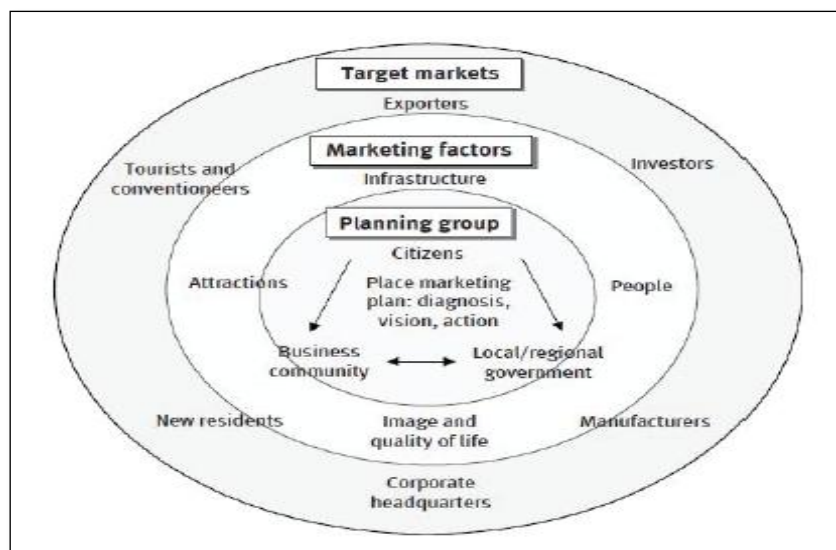 Target markets
Exporters
Marketing factors
Infrastructure
Tourists and
conventioneers
Investors
Planning group
Citizens
Attractions
Place marketing
plan: diagnosis,
vision, action
People
Business
community
Local/regional
government
New residents
Image and
quality of life
Manufacturers
Corporate
headquarters